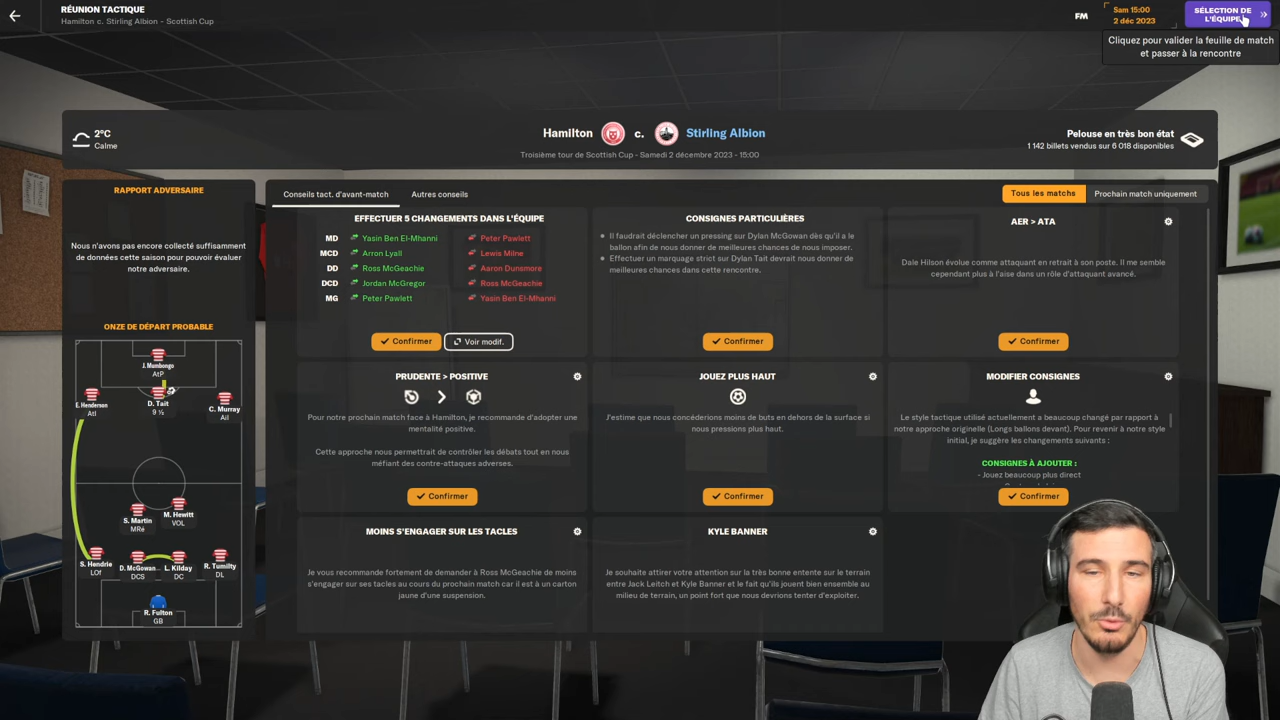 RÉUNION TACTIQUE
Hamilton c. Stirling Albion - Scottish Cup
FM
Sam 15:00
2 déc 2023
SÉLECTION DE
L'ÉQUIPE
Cliquez pour valider la feuille de match
et passer à la rencontre
2°C
Calme
Hamilton c. Stirling Albion
Troisième tour de Scottish Cup - Samedi 2 décembre 2023 - 15:00
Pelouse en très bon état
1 142 billets vendus sur 6 018 disponibles
RAPPORT ADVERSAIRE
Nous n'avons pas encore collecté suffisamment
de données cette saison pour pouvoir évaluer
notre adversaire.
ONZE DE DÉPART PROBABLE
J. Mumbongo
AtP
E. Henderson
AtI
D. Tait
9 ½
C. Murray
AiI
S. Martin
MRé
M. Hewitt
VOL
S. Hendrie
LOf
D. McGowan
DCS
L. Kilday
DC
R. Tumilty
DL
R. Fulton
GB
Conseils tact. d'avant-match
Autres conseils
Tous les matchs
Prochain match uniquement
EFFECTUER 5 CHANGEMENTS DANS L'ÉQUIPE
MD Yasin Ben El-Mhanni Peter Pawlett
MCD Arron Lyall Lewis Milne
DD Ross McGeachie Aaron Dunsmore
DCD Jordan McGregor Ross McGeachie
MG Peter Pawlett Yasin Ben El-Mhanni
Confirmer
Voir modif.
CONSIGNES PARTICULIÈRES
Il faudrait déclencher un pressing sur Dylan McGowan dès qu'il a le
ballon afin de nous donner de meilleures chances de nous imposer.
Effectuer un marquage strict sur Dylan Tait devrait nous donner de
meilleures chances dans cette rencontre.
Confirmer
AER > ATA
Dale Hilson évolue comme attaquant en retrait à son poste. Il me semble
cependant plus à l'aise dans un rôle d'attaquant avancé.
Confirmer
PRUDENTE > POSITIVE
Pour notre prochain match face à Hamilton, je recommande d'adopter une
mentalité positive.
Cette approche nous permettrait de contrôler les débats tout en nous
méfiant des contre-attaques adverses.
Confirmer
JOUEZ PLUS HAUT
J'estime que nous concéderions moins de buts en dehors de la surface si
nous pressions plus haut.
Confirmer
MODIFIER CONSIGNES
Le style tactique utilisé actuellement a beaucoup changé par rapport à
notre approche originelle (Longs ballons devant). Pour revenir à notre style
initial, je suggère les changements suivants :
CONSIGNES À AJOUTER :
- Jouez beaucoup plus direct
Confirmer
MOINS S'ENGAGER SUR LES TACLES
Je vous recommande fortement de demander à Ross McGeachie de moins
s'engager sur ses tacles au cours du prochain match car il est à un carton
jaune d'une suspension.
KYLE BANNER
Je souhaite attirer votre attention sur la très bonne entente sur le terrain
entre Jack Leitch et Kyle Banner et le fait qu'ils jouent bien ensemble au
milieu de terrain, un point fort que nous devrions tenter d'exploiter.